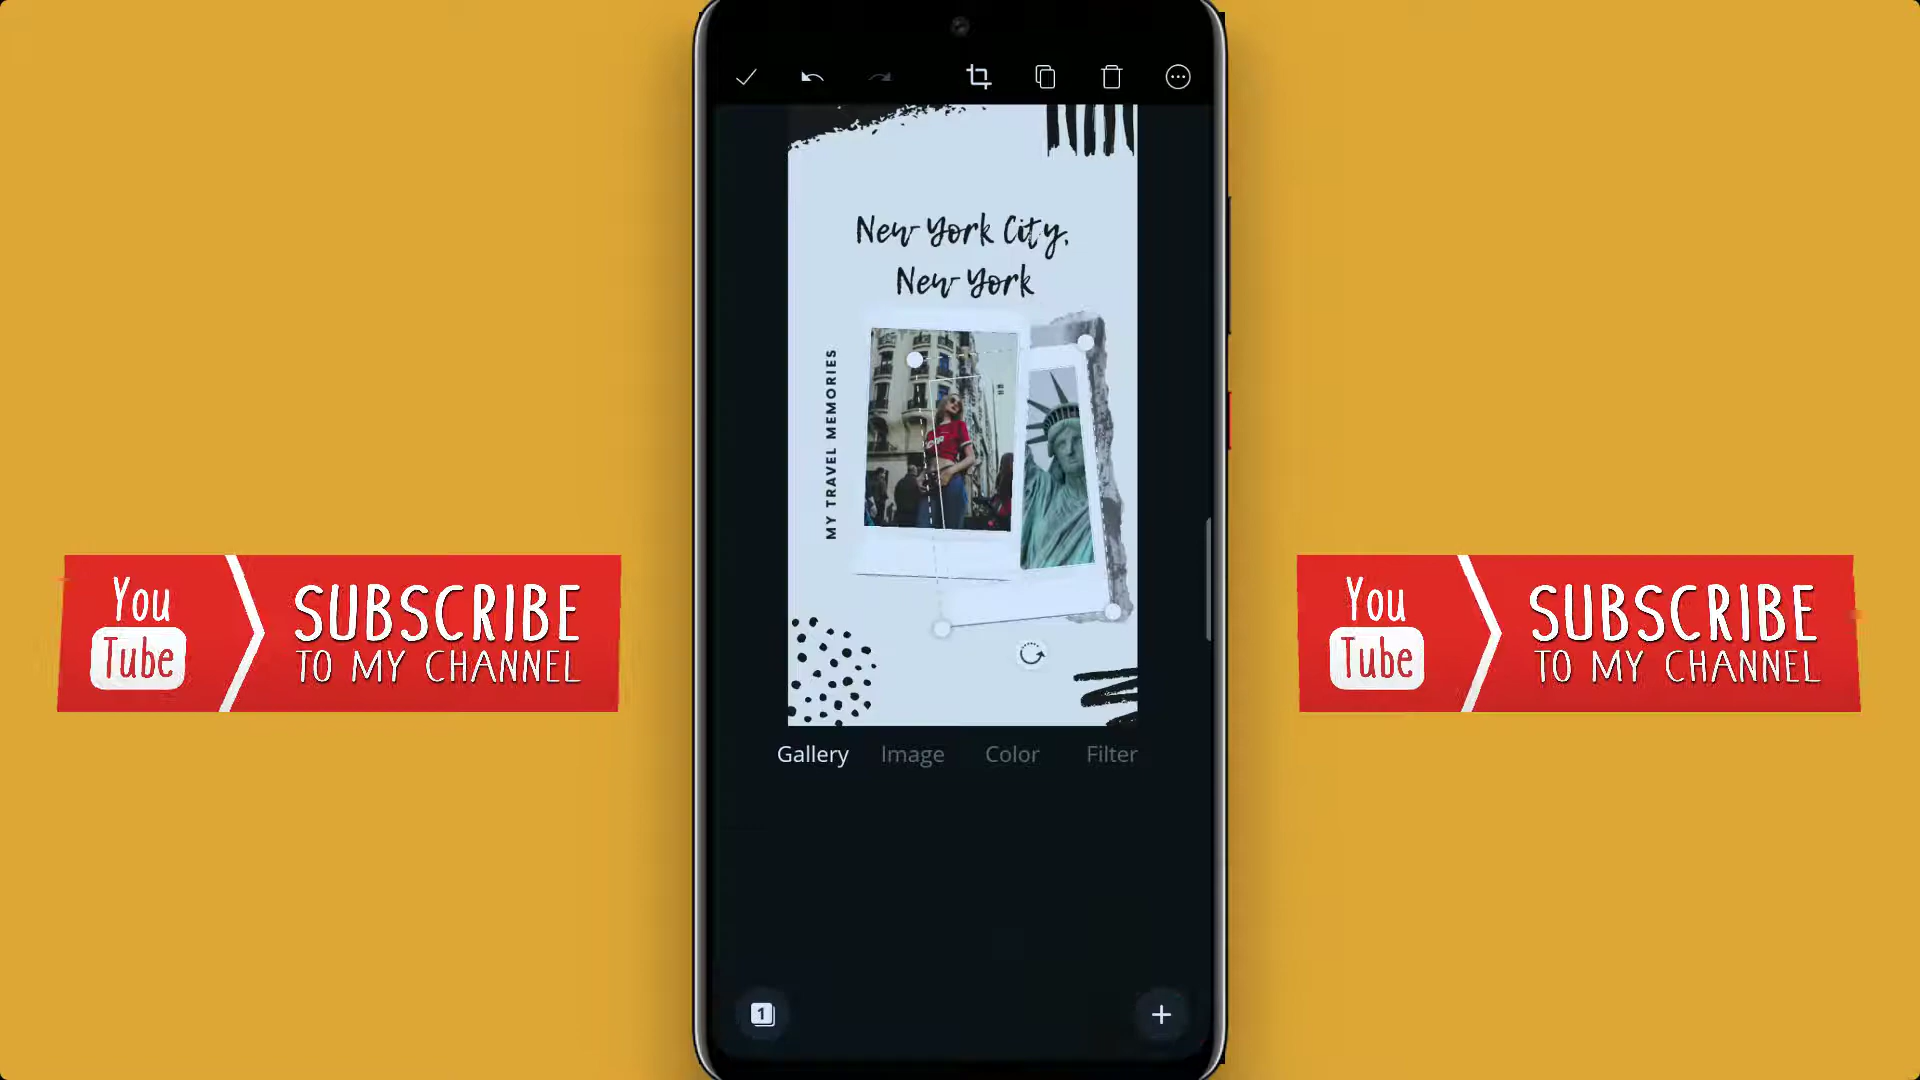 New York City,
New York
MY TRAVEL MEMORIES
You
Tube
SUBSCRIBE
TO MY CHANNEL
You
Tube
SUBSCRIBE
TO MY CHANNEL
Gallery Image Color Filter
1